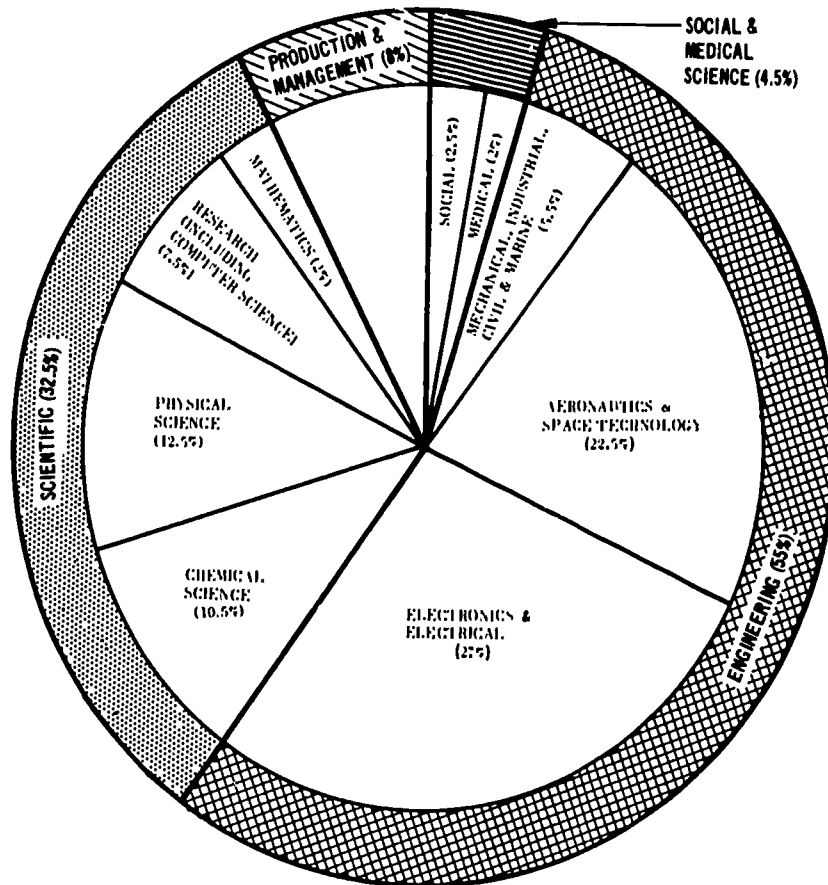 PRODUCTION &
MANAGEMENT (8%)
SOCIAL &
MEDICAL
SCIENCE (4.5%)
SOCIAL (2.5%)
MEDICAL (2%)
MECHANICAL, INDUSTRIAL,
CIVIL, & MARINE
(5.5%)
MATHEMATICS (2%)
RESEARCH
(INCLUDING
COMPUTER SCIENCE)
(7.5%)
SCIENTIFIC (32.5%)
PHYSICAL
SCIENCE
(12.5%)
AERONAUTICS &
SPACE TECHNOLOGY
(22.5%)
CHEMICAL
SCIENCE
(10.5%)
ELECTRONICS &
ELECTRICAL
(27%)
ENGINEERING (55%)